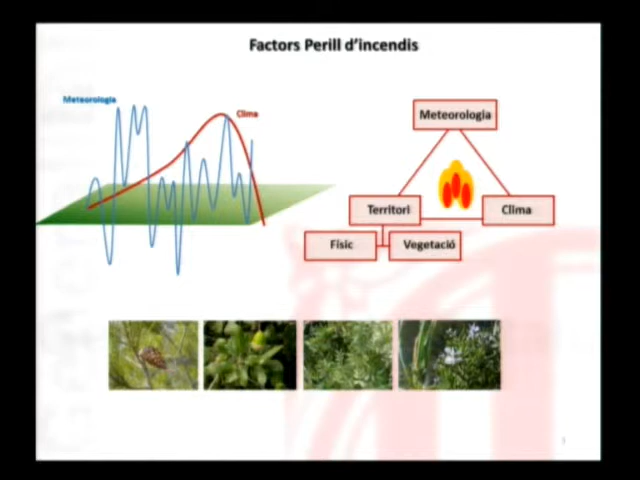 Factors Perill d'incendis
Meteorologia
Clima
Meteorologia
Territori
Clima
Físic
Vegetació